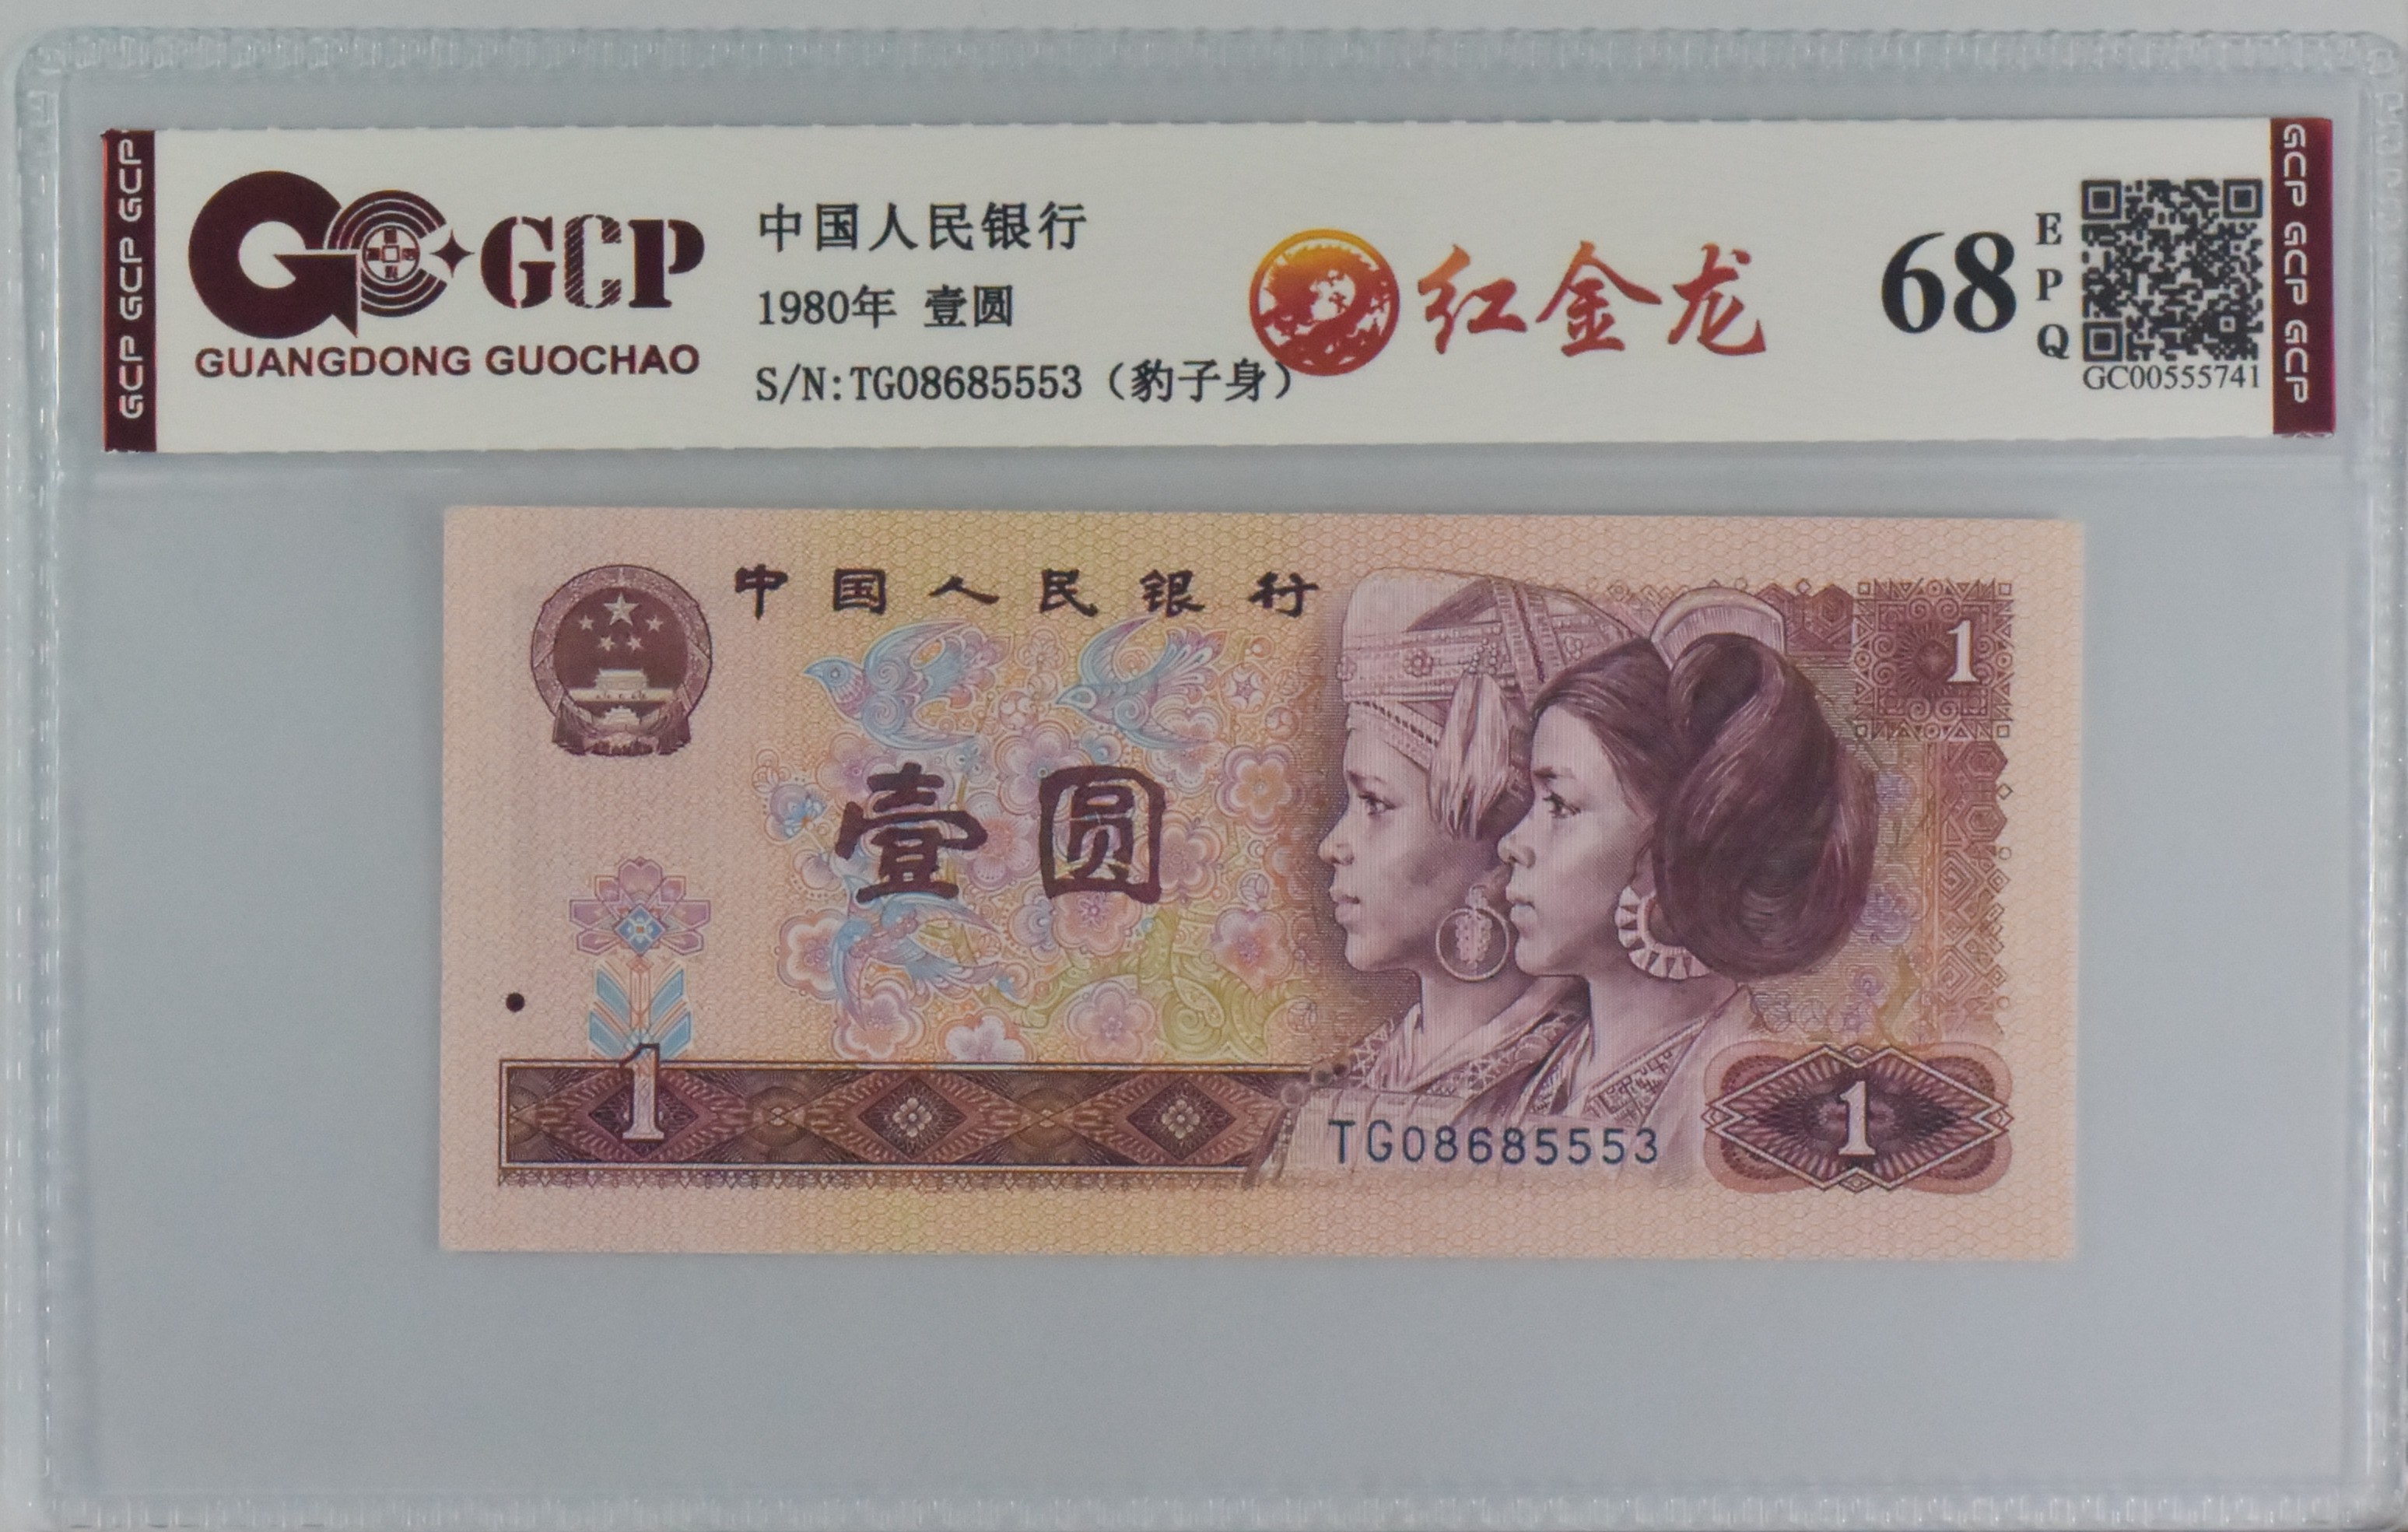 GCP GCP GCP
GCP
GUANGDONG GUOCHAO
中国人民银行
1980年 壹圆
S/N:TG08685553（豹子身）
红金龙
68
EPQ
GC00555741
GCP GCP GCP
中国人民银行
1
壹圆
1
TG08685553
1